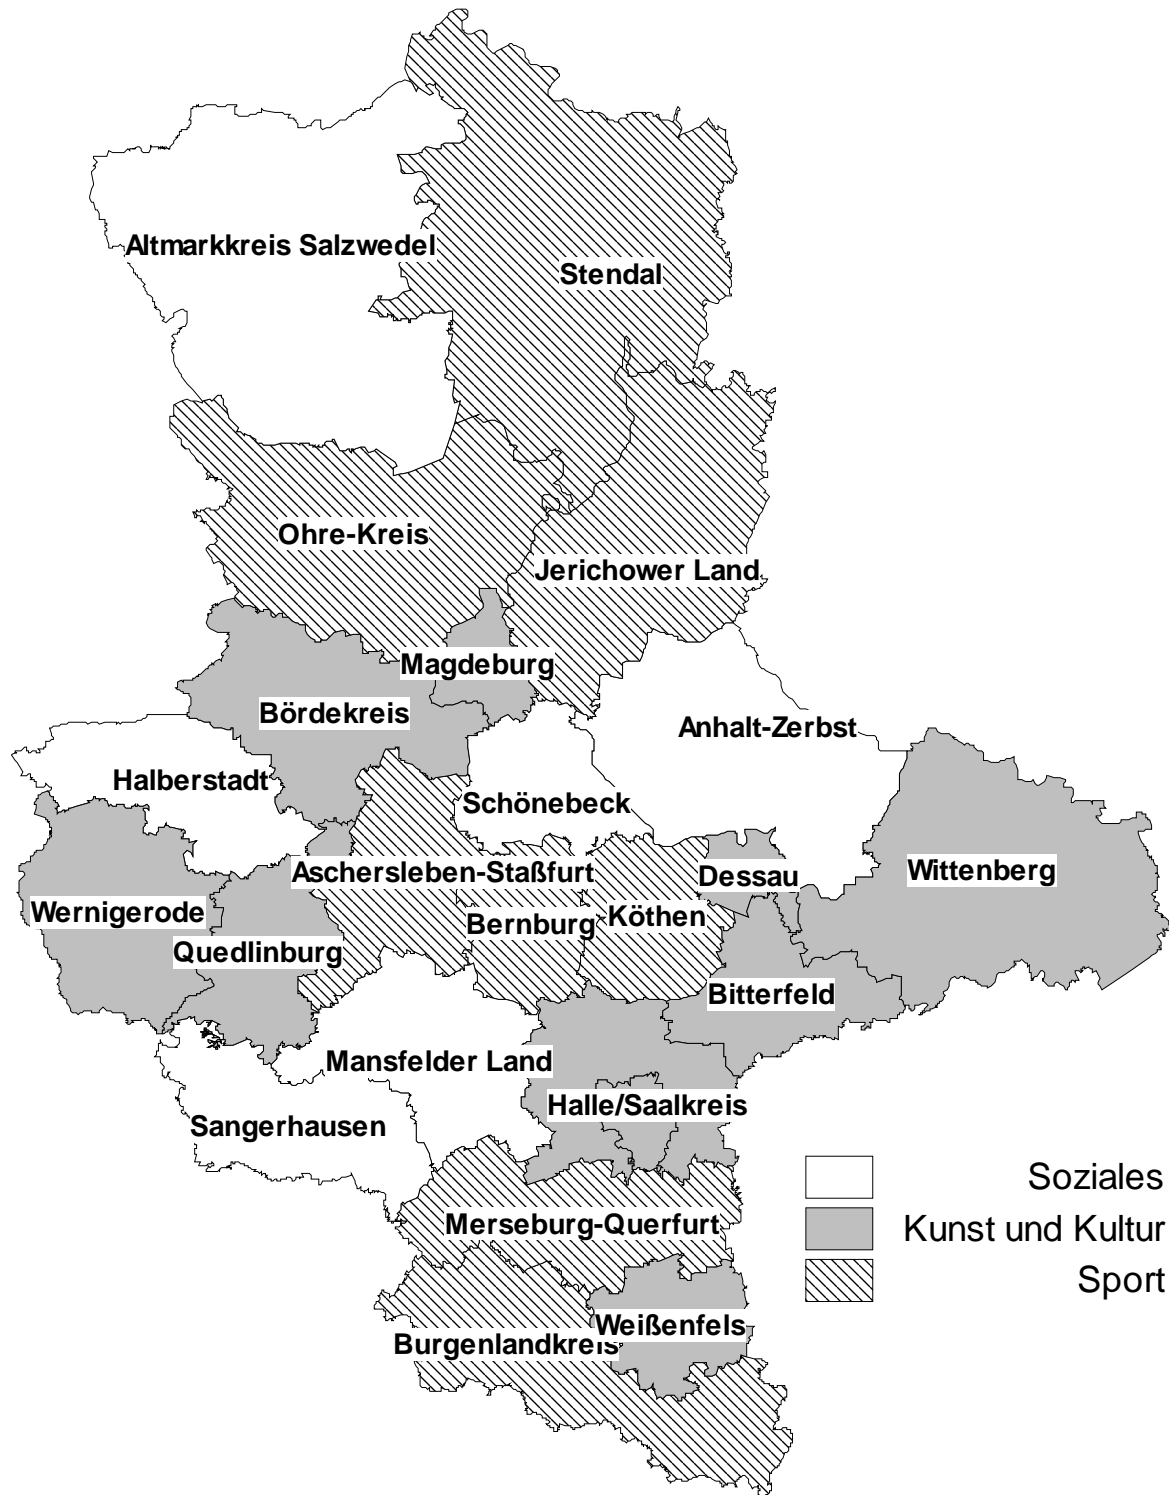 Altmarkkreis Salzwedel
Stendal
Ohre-Kreis
Jerichower Land
Magdeburg
Bördekreis
Anhalt-Zerbst
Halberstadt
Schönebeck
Aschersleben-Staßfurt
Dessau
Wittenberg
Wernigerode
Bernburg
Köthen
Quedlinburg
Bitterfeld
Mansfelder Land
Halle/Saalkreis
Sangerhausen
Soziales
Merseburg-Querfurt
Kunst und Kultur
Sport
Weißenfels
Burgenlandkreis